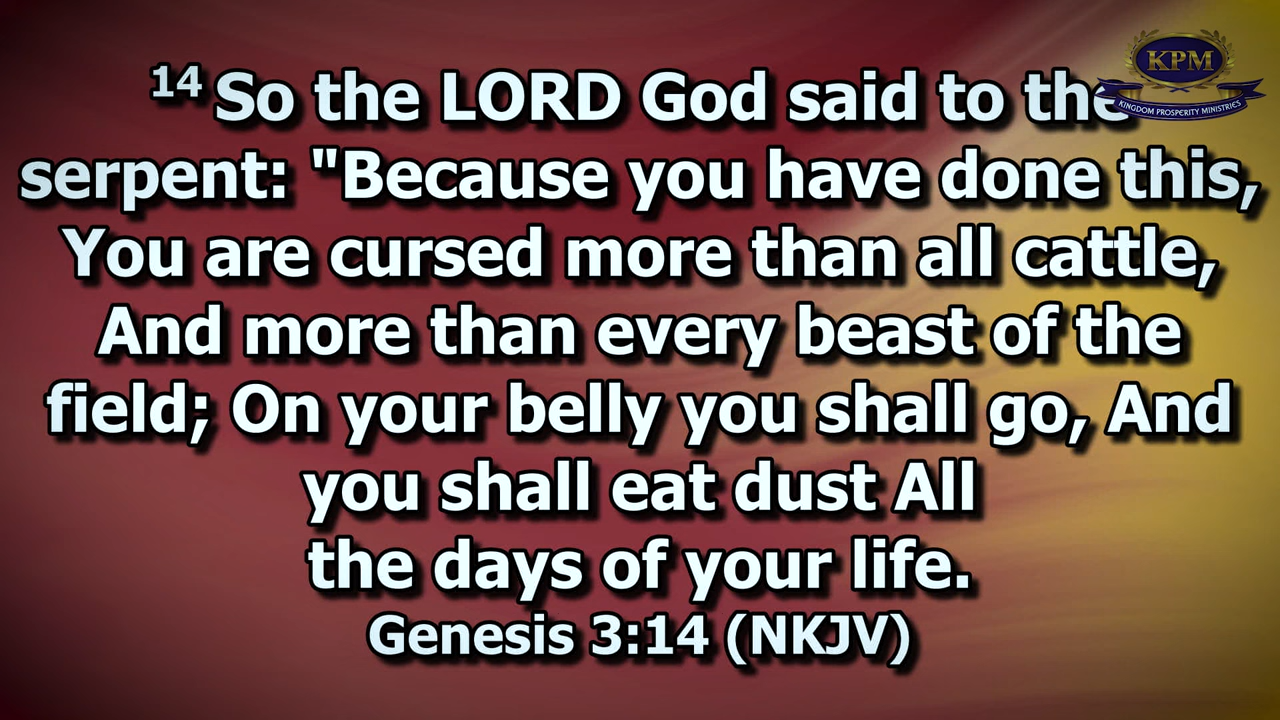 KPM
KINGDOM PROSPERITY MINISTRIES
14 So the LORD God said to the
serpent: "Because you have done this,
You are cursed more than all cattle,
And more than every beast of the
field; On your belly you shall go, And
you shall eat dust All
the days of your life.
Genesis 3:14 (NKJV)